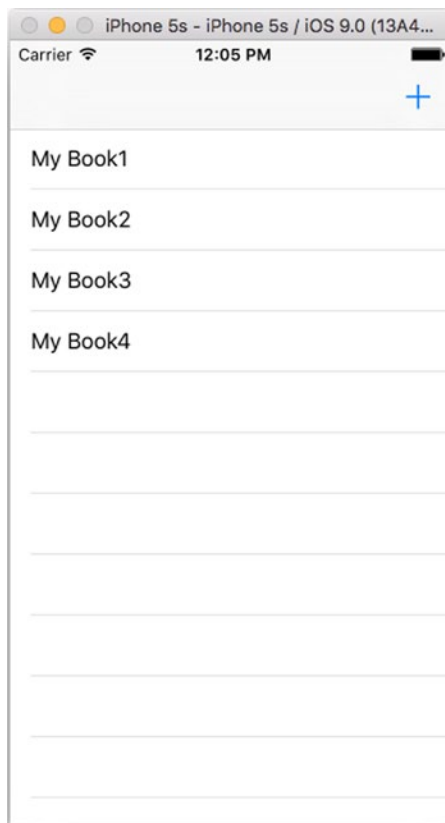 iPhone 5s - iPhone 5s / iOS 9.0 (13A4...
Carrier 12:05 PM
+
My Book1
My Book2
My Book3
My Book4